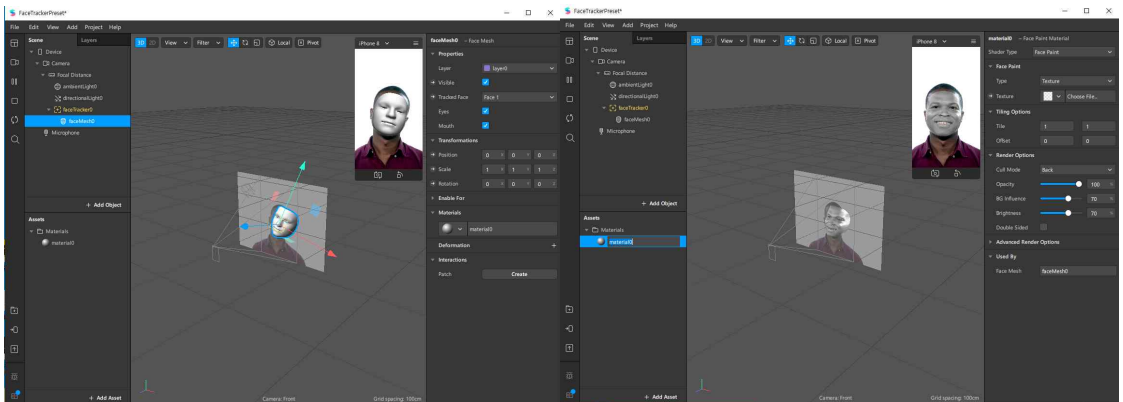 FaceTrackerPreset*
File Edit View Add Project Help
Scene Layers
Device
Camera
Focal Distance
ambientLight0
directionalLight0
faceTracker0
faceMesh0
Microphone
+ Add Object
Assets
Materials
material0
+ Add Asset
3D 2D View Filter Local Pivot
iPhone 8
Camera: Front
Grid spacing: 100cm
faceMesh0 - Face Mesh
Properties
Layer layer0
Visible
Tracked Face Face 1
Eyes
Mouth
Transformations
Position 0 0 0
Scale 1 1 1
Rotation 0 0 0
Enable For
Materials
material0
Deformation +
Interactions
Patch Create
FaceTrackerPreset*
File Edit View Add Project Help
Scene Layers
Device
Camera
Focal Distance
ambientLight0
directionalLight0
faceTracker0
faceMesh0
Microphone
+ Add Object
Assets
Materials
material0
+ Add Asset
3D 2D View Filter Local Pivot
iPhone 8
Camera: Front
Grid spacing: 100cm
material0 - Face Paint Material
Shader Type Face Paint
Face Paint
Type Texture
Texture Choose File...
Tiling Options
Tile 1 1
Offset 0 0
Render Options
Cull Mode Back
Opacity 100
BG Influence 70
Brightness 70
Double Sided
Advanced Render Options
Used By
Face Mesh faceMesh0